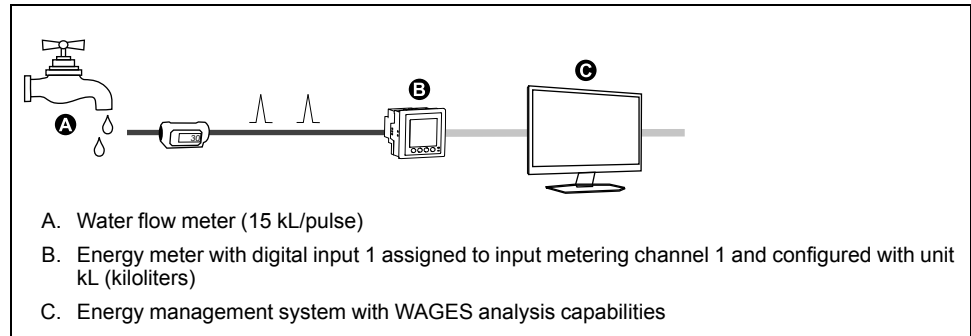 C
B
A
30
A. Water flow meter (15 kL/pulse)
B. Energy meter with digital input 1 assigned to input metering channel 1 and configured with unit
kL (kiloliters)
C. Energy management system with WAGES analysis capabilities